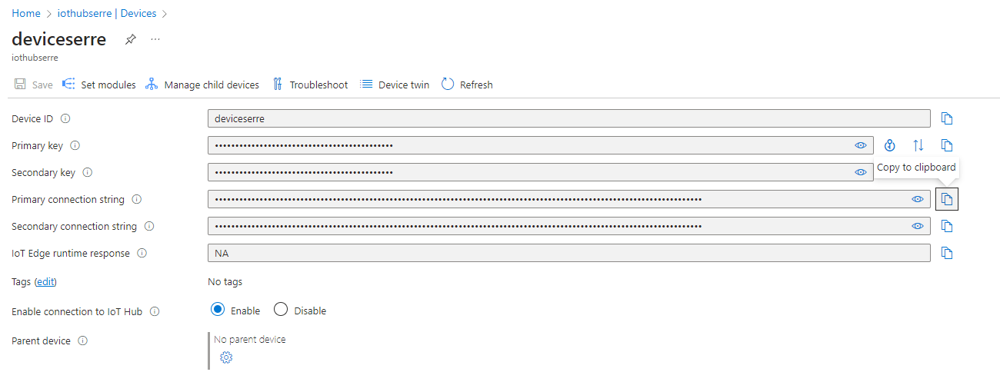 Home > iothubserre | Devices >
deviceserre ...
iothubserre
Save Set modules Manage child devices Troubleshoot Device twin Refresh
Device ID deviceserre
Primary key ••••••••••••••••••••••••••••••••••••••••••••
Copy to clipboard
Secondary key ••••••••••••••••••••••••••••••••••••••••••••
Primary connection string
Secondary connection string
IoT Edge runtime response NA
Tags (edit) No tags
Enable connection to IoT Hub Enable Disable
Parent device No parent device